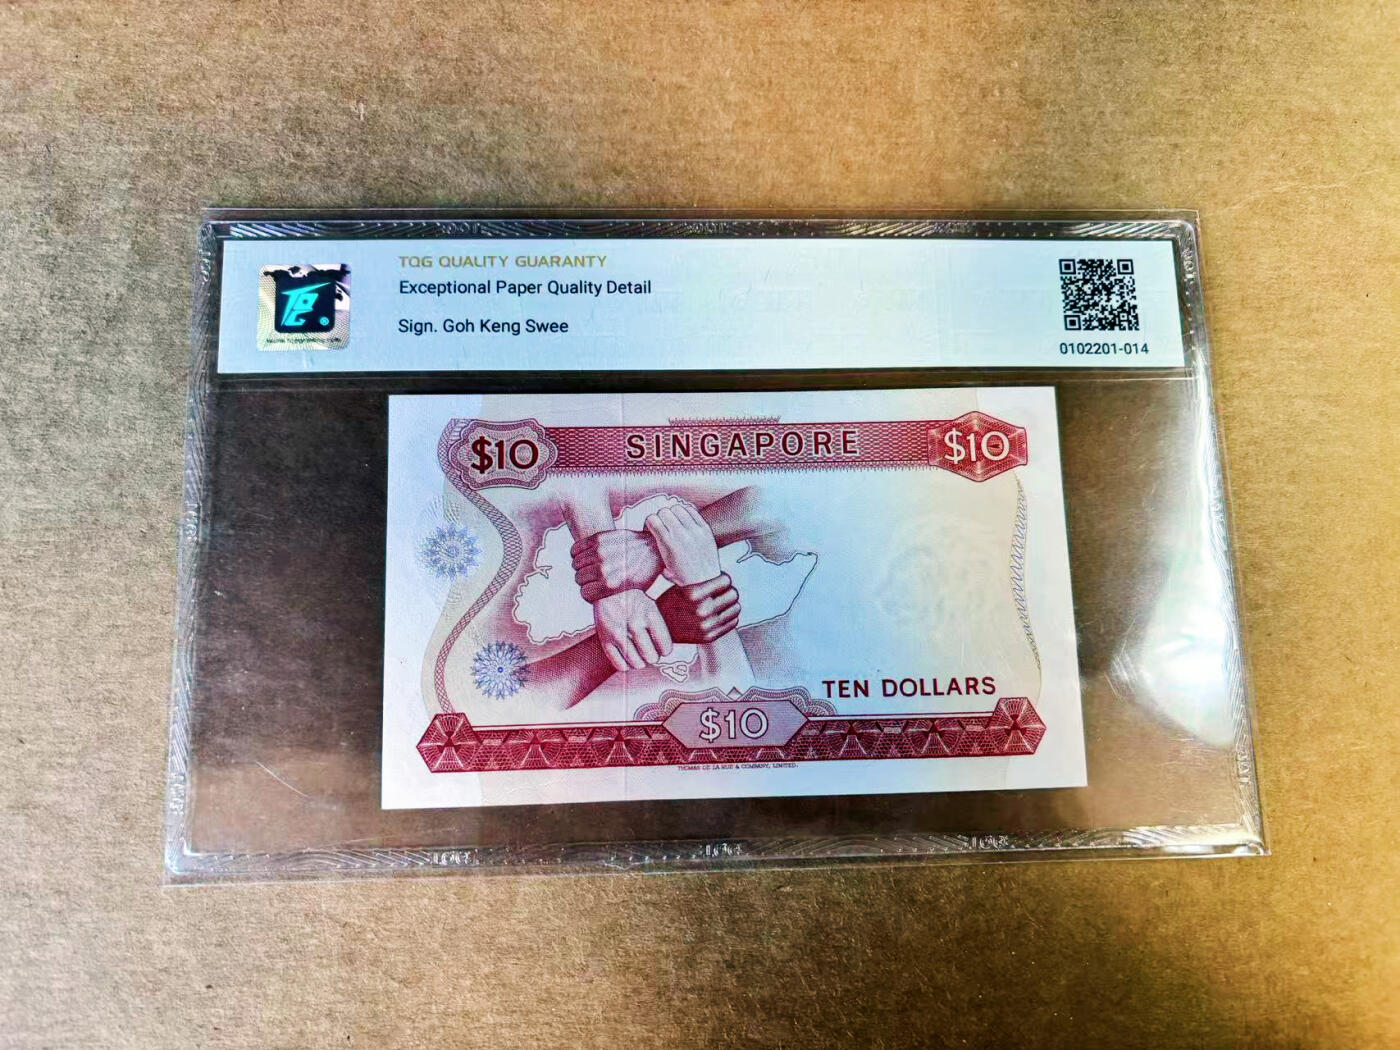 TQG QUALITY GUARANTY
Exceptional Paper Quality Detail
Sign. Goh Keng Swee
0102201-014
$10 SINGAPORE $10
TEN DOLLARS
$10
THOMAS DE LA RUE & COMPANY, LIMITED.